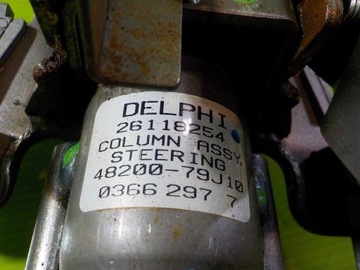 DELPHI
26118254
COLUMN ASSY,
STEERING
48200-79J10
0366 297 7